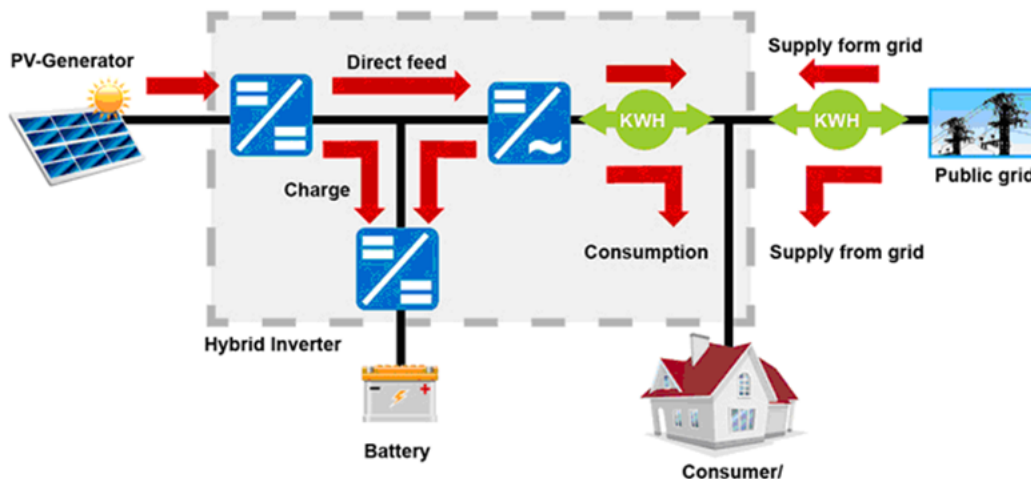 PV-Generator
Direct feed
Supply form grid
KWH
KWH
Public grid
Charge
Consumption
Supply from grid
Hybrid Inverter
Battery
Consumer/